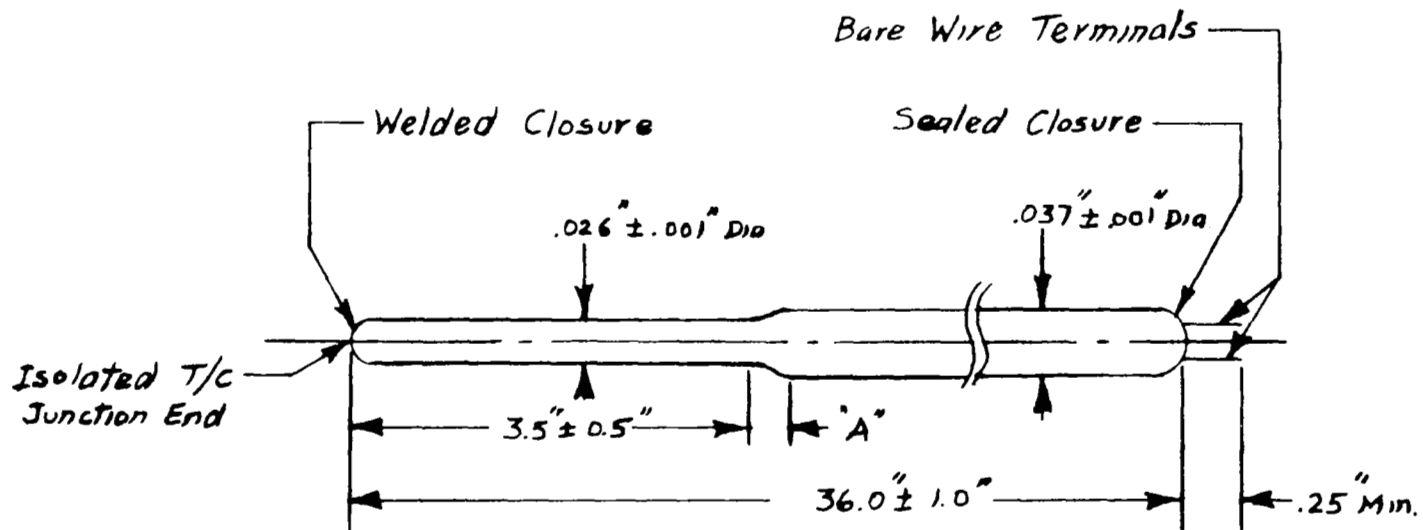 Bare Wire Terminals
Welded Closure
Sealed Closure
.026" ± .001" Dia
.037" ± .001" Dia
Isolated T/C
Junction End
3.5" ± 0.5"
"A"
36.0" ± 1.0"
.25" Min.